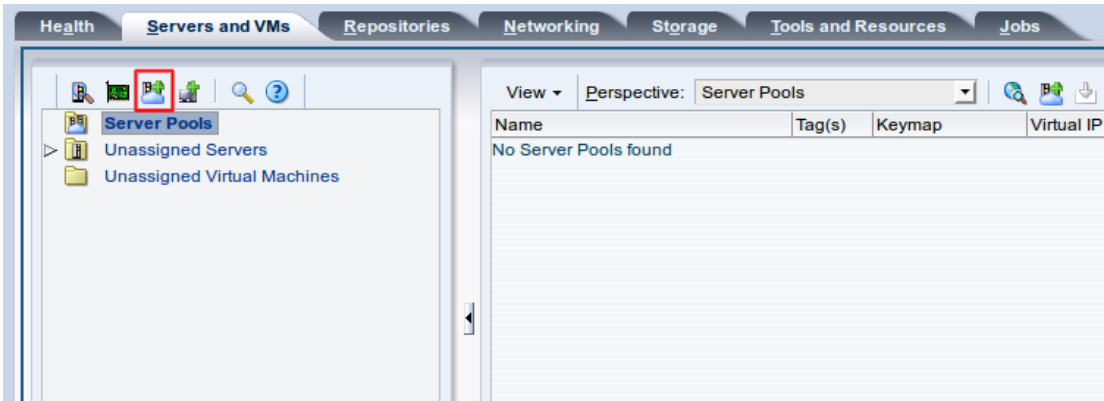 Health Servers and VMs Repositories Networking Storage Tools and Resources Jobs
View Perspective: Server Pools
Server Pools
Name Tag(s) Keymap Virtual IP
Unassigned Servers
No Server Pools found
Unassigned Virtual Machines